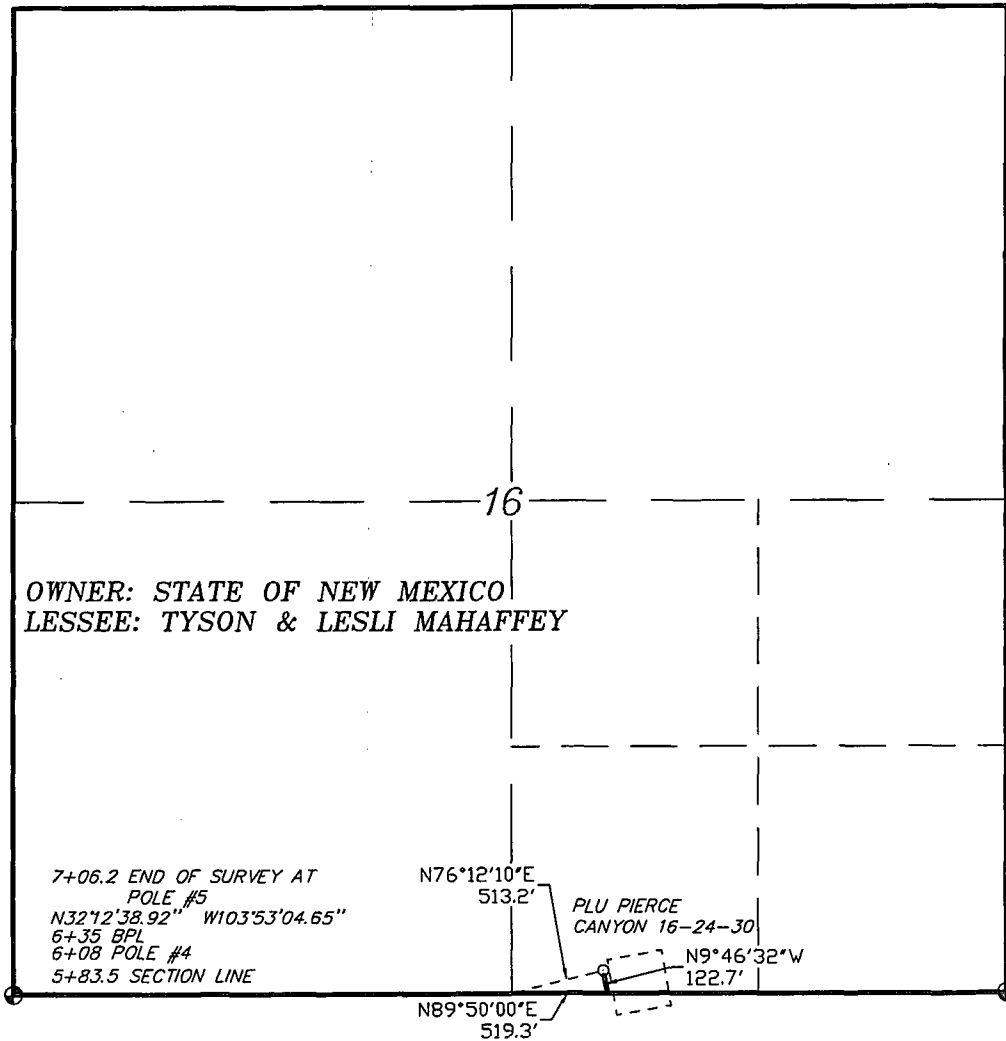 16
OWNER: STATE OF NEW MEXICO
LESSEE: TYSON & LESLI MAHAFFEY
7+06.2 END OF SURVEY AT
POLE #5
N32°12'38.92" W103°53'04.65"
6+35 BPL
6+08 POLE #4
5+83.5 SECTION LINE
N76°12'10"E
513.2'
PLU PIERCE
CANYON 16-24-30
N9°46'32"W
122.7'
N89°50'00"E
519.3'